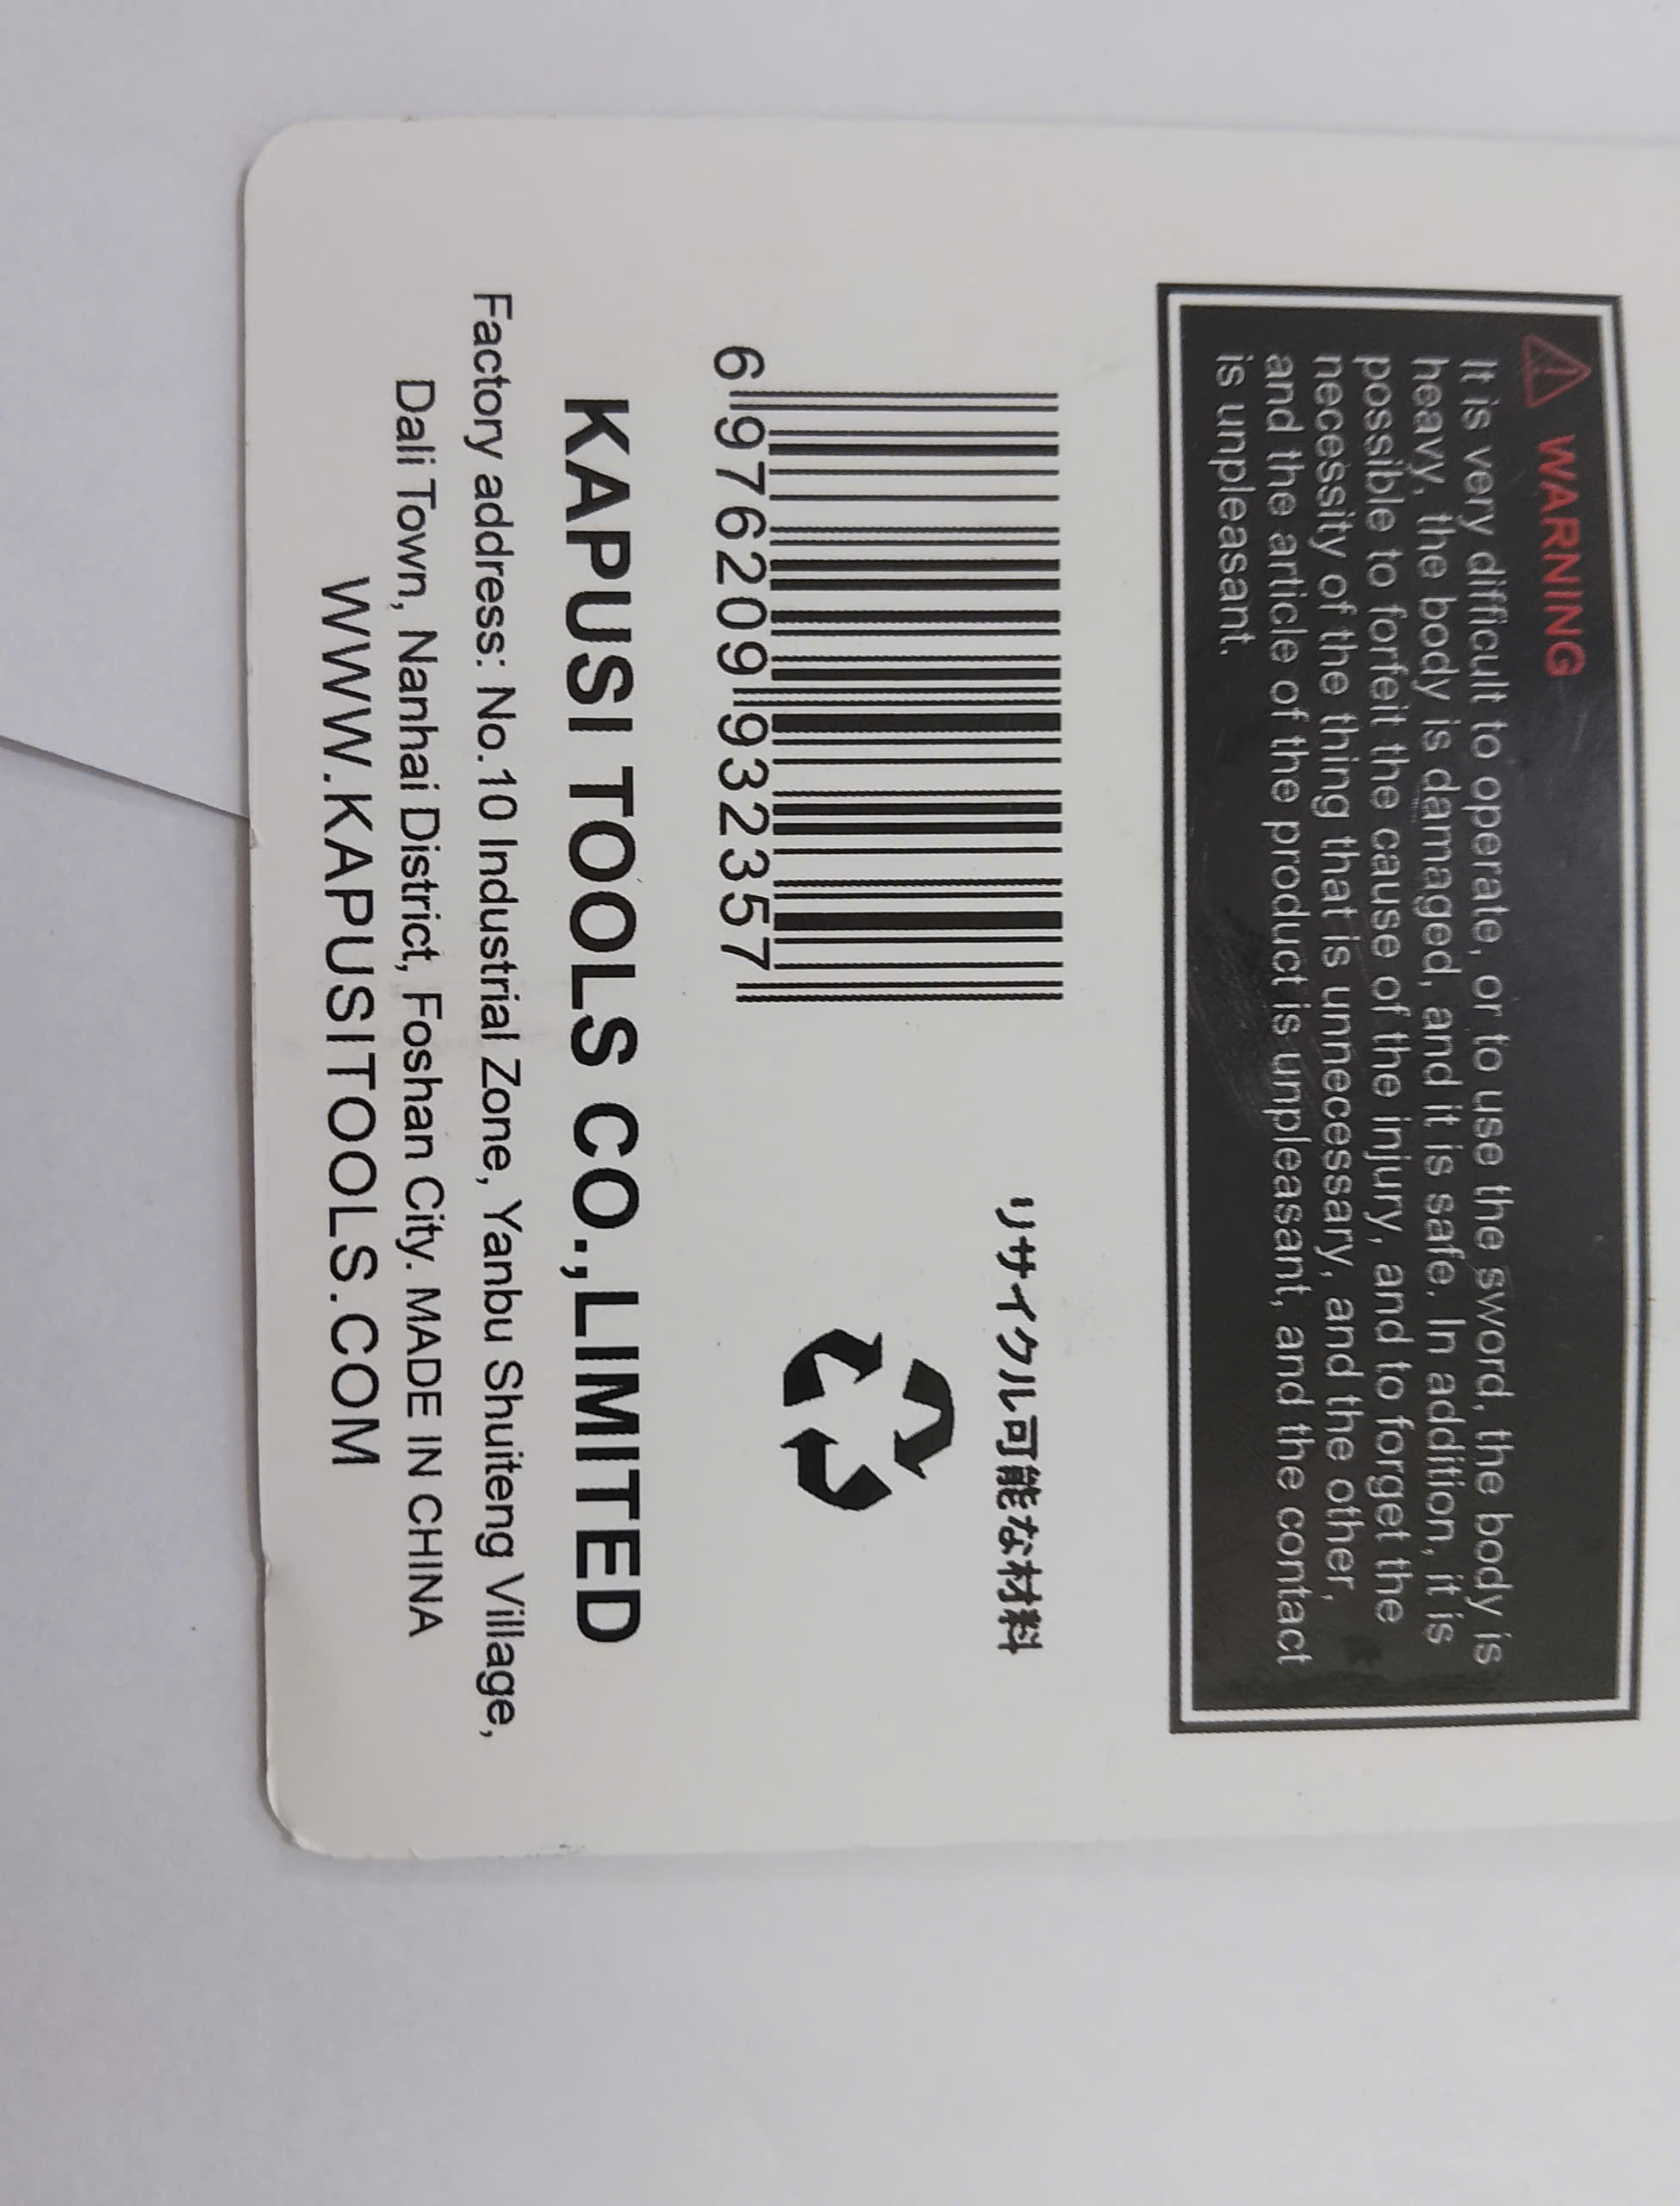 WARNING
It is very difficult to operate, or to use the sword, the body is
heavy, the body is damaged, and it is safe. In addition, it is
possible to forfeit the cause of the injury, and to forget the
necessity of the thing that is unnecessary, and the other,
and the article of the product is unpleasant, and the contact
is unpleasant.
リサイクル可能な材料
6 976209 932357
KAPUSI TOOLS CO.,LIMITED
Factory address: No.10 Industrial Zone, Yanbu Shuiteng Village,
Dali Town, Nanhai District, Foshan City. MADE IN CHINA
WWW.KAPUSITOOLS.COM